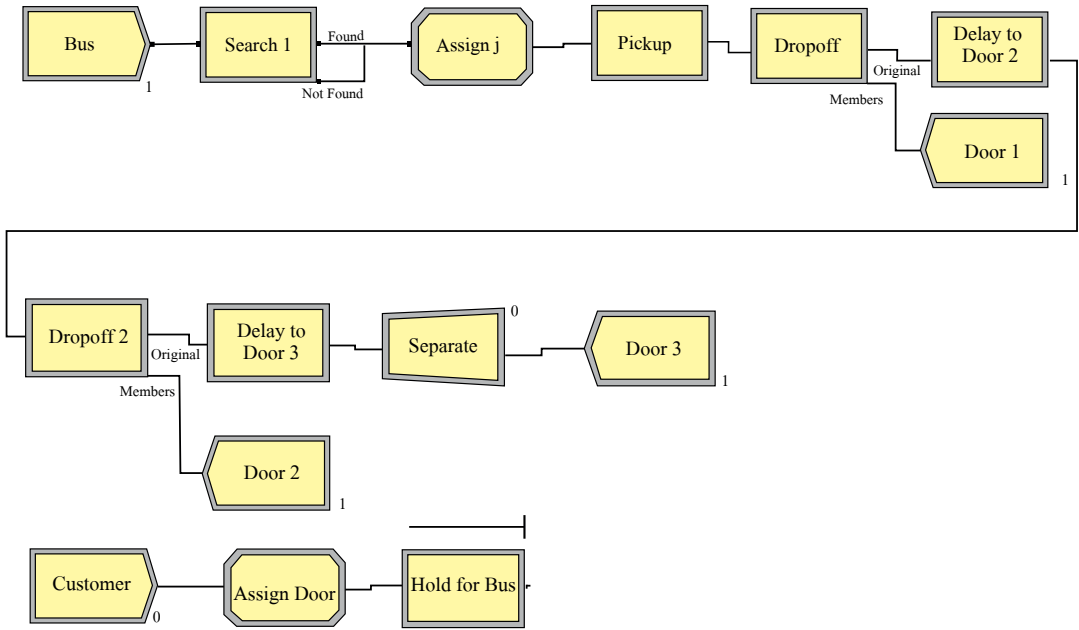 Bus
1
Search 1
Found
Not Found
Assign j
Pickup
Dropoff
Original
Members
Delay to
Door 2
Door 1
1
Dropoff 2
Original
Members
Delay to
Door 3
Separate
0
Door 3
1
Door 2
1
Customer
0
Assign Door
Hold for Bus